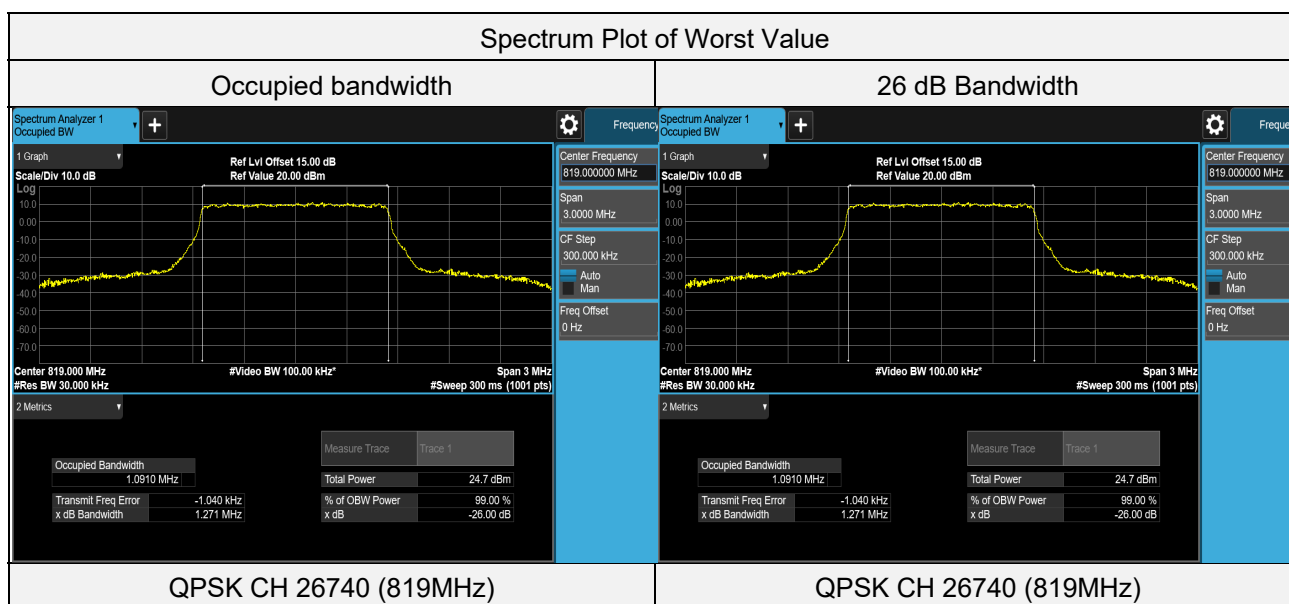 Spectrum Plot of Worst Value
Occupied bandwidth
26 dB Bandwidth
Spectrum Analyzer 1
Occupied BW
+
Frequency
1 Graph
Scale/Div 10.0 dB
Ref Lvl Offset 15.00 dB
Ref Value 20.00 dBm
Log
10.0
0.00
-10.0
-20.0
-30.0
-40.0
-50.0
-60.0
-70.0
Center 819.000 MHz
#Video BW 100.00 kHz*
Span 3 MHz
#Res BW 30.000 kHz
#Sweep 300 ms (1001 pts)
Center Frequency
819.000000 MHz
Span
3.0000 MHz
CF Step
300.000 kHz
Auto
Man
Freq Offset
0 Hz
2 Metrics
Measure Trace
Trace 1
Occupied Bandwidth
1.0910 MHz
Total Power
24.7 dBm
Transmit Freq Error
-1.040 kHz
% of OBW Power
99.00 %
x dB Bandwidth
1.271 MHz
x dB
-26.00 dB
Spectrum Analyzer 1
Occupied BW
+
Freque
1 Graph
Scale/Div 10.0 dB
Ref Lvl Offset 15.00 dB
Ref Value 20.00 dBm
Log
10.0
0.00
-10.0
-20.0
-30.0
-40.0
-50.0
-60.0
-70.0
Center 819.000 MHz
#Video BW 100.00 kHz*
Span 3 MHz
#Res BW 30.000 kHz
#Sweep 300 ms (1001 pts)
Center Frequency
819.000000 MHz
Span
3.0000 MHz
CF Step
300.000 kHz
Auto
Man
Freq Offset
0 Hz
2 Metrics
Measure Trace
Trace 1
Occupied Bandwidth
1.0910 MHz
Total Power
24.7 dBm
Transmit Freq Error
-1.040 kHz
% of OBW Power
99.00 %
x dB Bandwidth
1.271 MHz
x dB
-26.00 dB
QPSK CH 26740 (819MHz)
QPSK CH 26740 (819MHz)